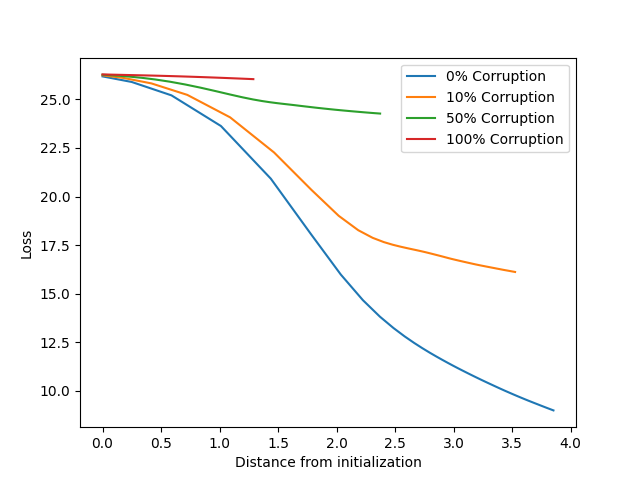 0% Corruption
10% Corruption
50% Corruption
100% Corruption
25.0
22.5
20.0
17.5
15.0
12.5
10.0
Loss
0.0 0.5 1.0 1.5 2.0 2.5 3.0 3.5 4.0
Distance from initialization